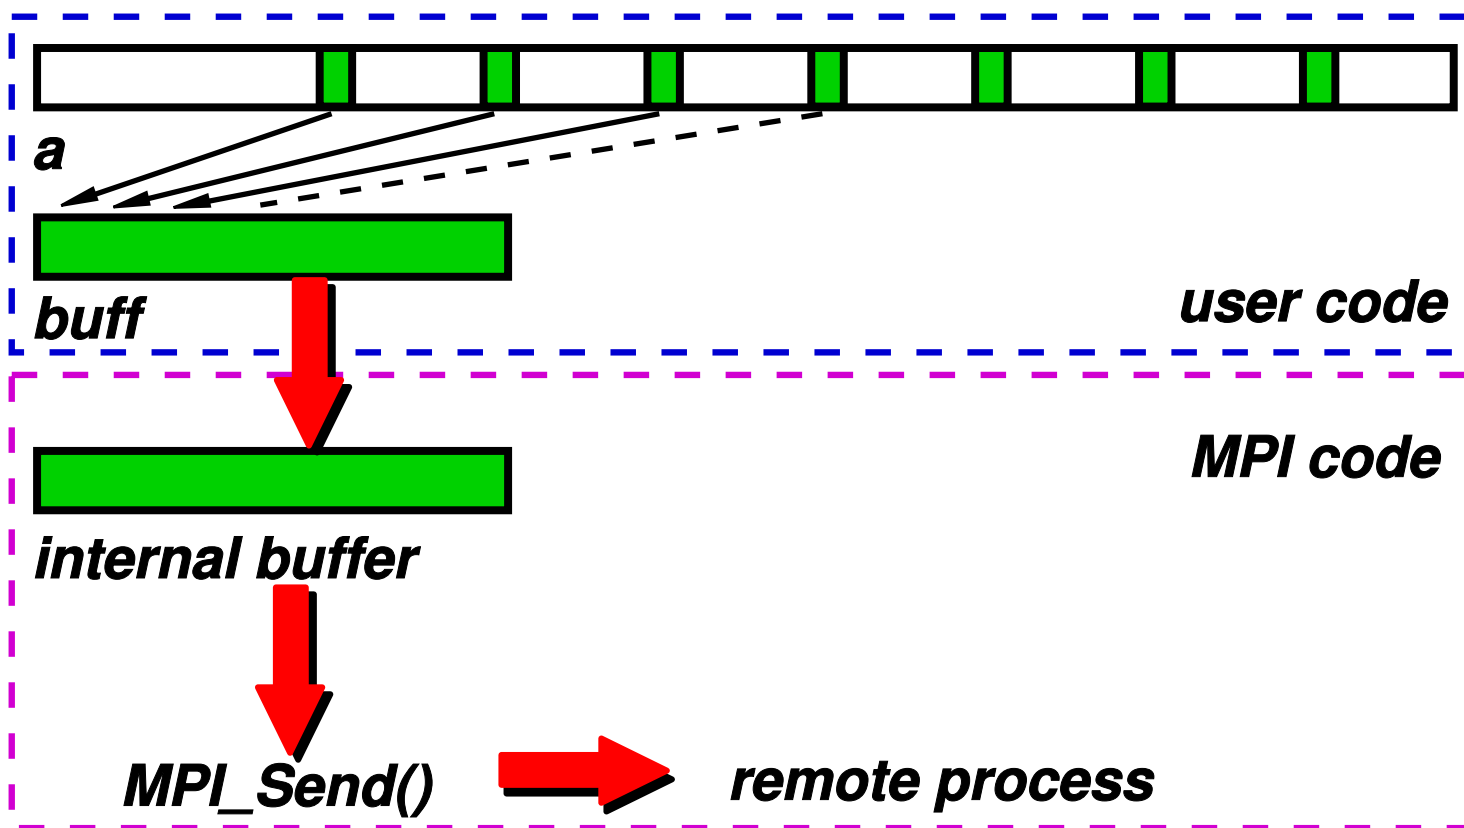 a
buff
user code
MPI code
internal buffer
MPI_Send()
remote process